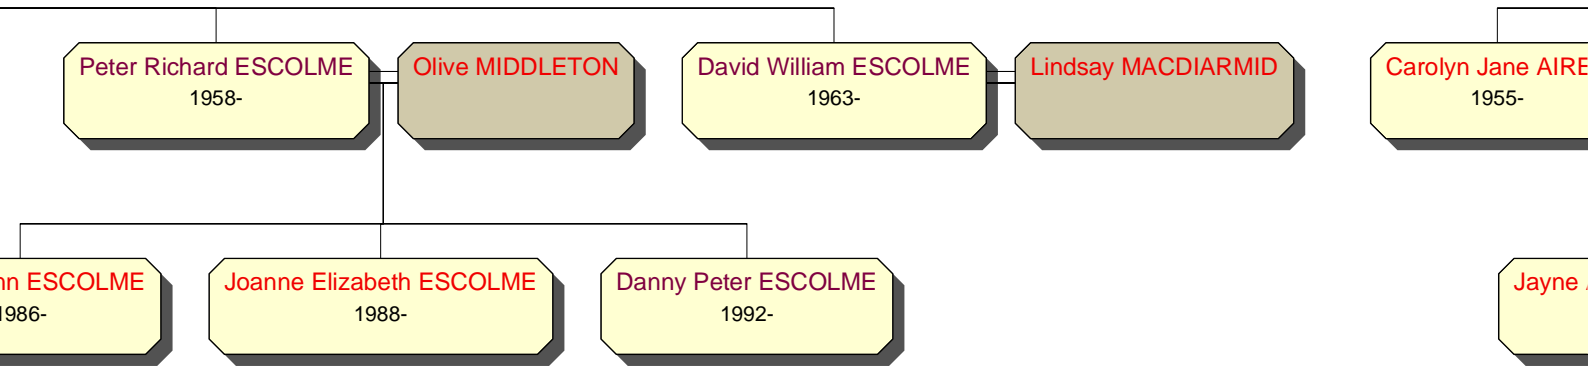 Peter Richard ESCOLME
1958-
Olive MIDDLETON
David William ESCOLME
1963-
Lindsay MACDIARMID
Carolyn Jane
1955-
ESCOLME
1986-
Joanne Elizabeth ESCOLME
1988-
Danny Peter ESCOLME
1992-
Jayne